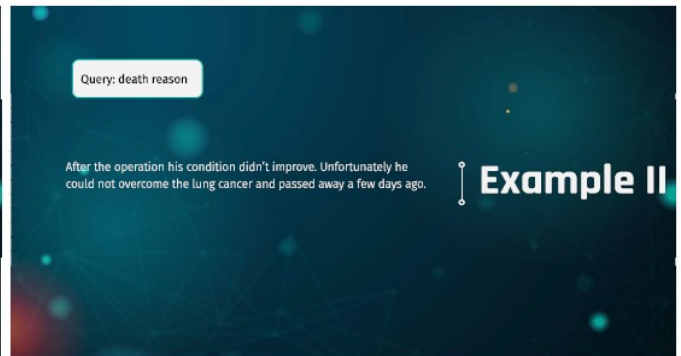 Query: death reason
After the operation his condition didn't improve. Unfortunately he
could not overcome the lung cancer and passed away a few days ago.
Example II